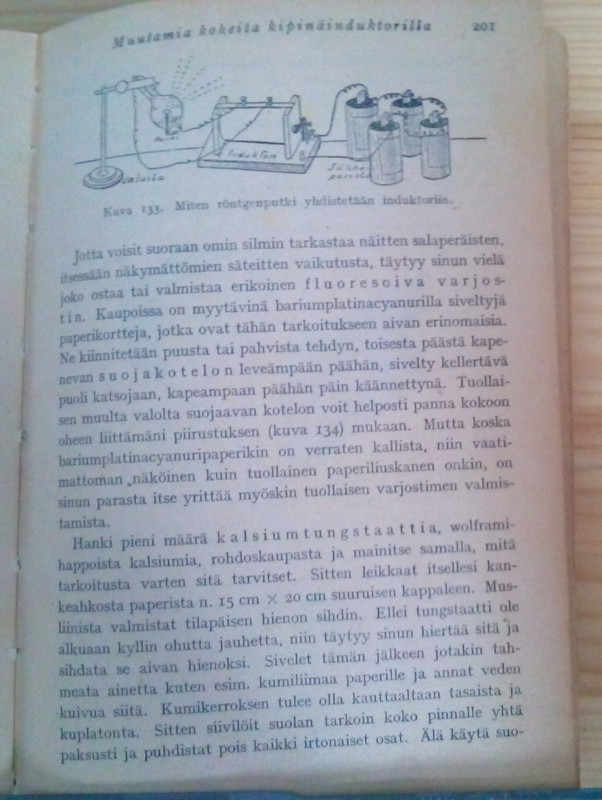 Muutamia kokeita kipinäinduktorilla 201
Induktori
Kuva 133. Miten röntgenputki yhdistetään induktoriin.
Jotta voisit suoraan omin silmin tarkastaa näitten salaperäisten,
itsessään näkymättömien säteitten vaikutusta, täytyy sinun vielä
joko ostaa tai valmistaa erikoinen fluoresoiva varjos-
tin. Kaupoissa on myytävinä bariumplatinacyanurilla siveltyjä
paperikortteja, jotka ovat tähän tarkoitukseen aivan erinomaisia.
Ne kiinnitetään puusta tai pahvista tehdyn, toisesta päästä kape-
nevan suojakotelon leveämpään päähän, sivelty kellertävä
puoli katsojaan, kapeampaan päähän päin käännettynä. Tuollai-
sen muulta valolta suojaavan kotelon voit helposti panna kokoon
oheen liittämäni piirustuksen (kuva 134) mukaan. Mutta koska
bariumplatinacyanuripaperikin on verraten kallista, niin vaati-
mattoman näköinen kuin tuollainen paperiliuskanen onkin, on
sinun parasta itse yrittää myöskin tuollaisen varjostimen valmis-
tamista.
Hanki pieni määrä kalsiumtungstaattia, wolframi-
happoista kalsiumia, rohdoskaupasta ja mainitse samalla, mitä
tarkoitusta varten sitä tarvitset. Sitten leikkaat itsellesi kan-
keahkosta paperista n. 15 cm × 20 cm suuruisen kappaleen. Mus-
liinista valmistat tilapäisen hienon sihdin. Ellei tungstaatti ole
alkuaan kyllin ohutta jauhetta, niin täytyy sinun hiertää sitä ja
sihdata se aivan hienoksi. Sivelet tämän jälkeen jotakin tah-
meata ainetta kuten esim. kumiliimaa paperille ja annat veden
kuivua siitä. Kumikerroksen tulee olla kauttaaltaan tasaista ja
kuplatonta. Sitten siivilöit suolan tarkoin koko pinnalle yhtä
paksusti ja puhdistat pois kaikki irtonaiset osat. Älä käytä suo-